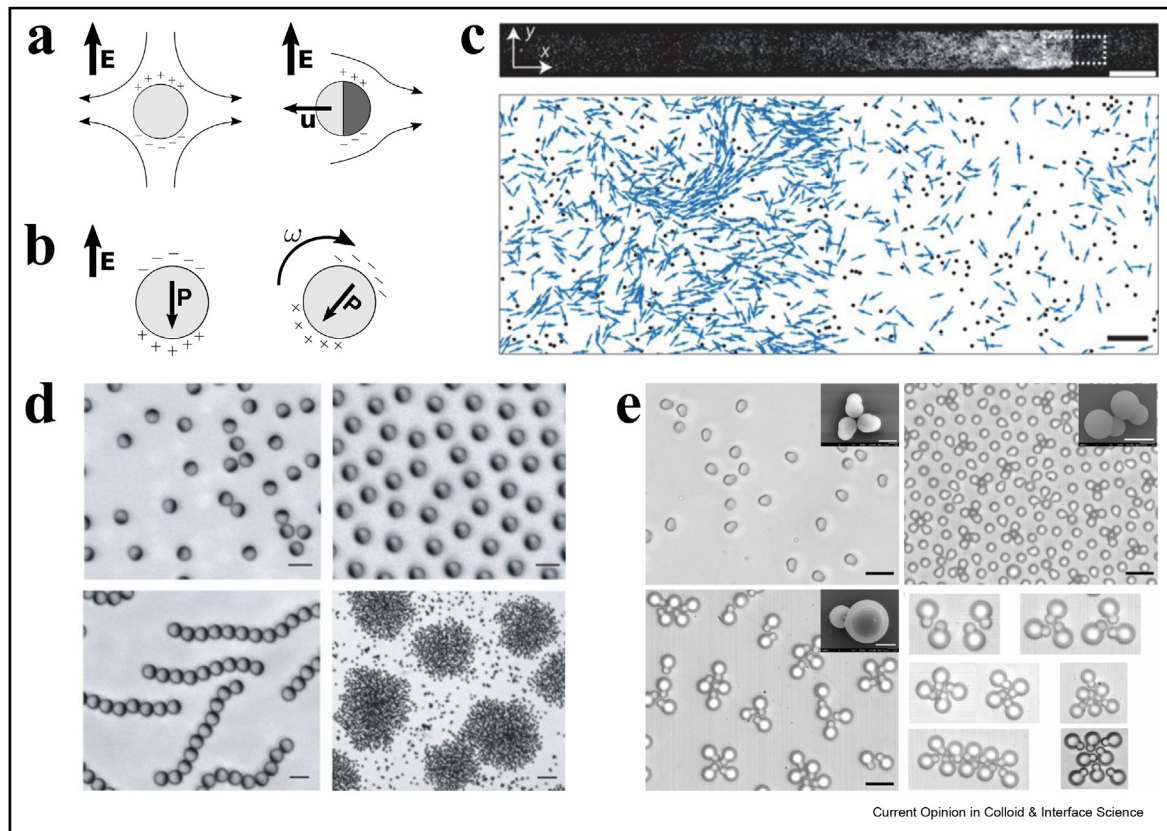 a
E
E
u
b
E
P
ω
P
c
y
x
d
e
Current Opinion in Colloid & Interface Science